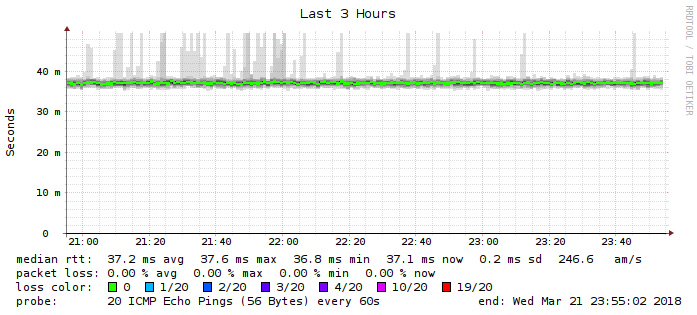 Last 3 Hours
RRDTOOL / TOBI OETIKER
Seconds
40 m
30 m
20 m
10 m
0
21:00 21:20 21:40 22:00 22:20 22:40 23:00 23:20 23:40
median rtt: 37.2 ms avg 37.6 ms max 36.8 ms min 37.1 ms now 0.2 ms sd 246.6 am/s
packet loss: 0.00 % avg 0.00 % max 0.00 % min 0.00 % now
loss color: 0 1/20 2/20 3/20 4/20 10/20 19/20
probe: 20 ICMP Echo Pings (56 Bytes) every 60s end: Wed Mar 21 23:55:02 2018